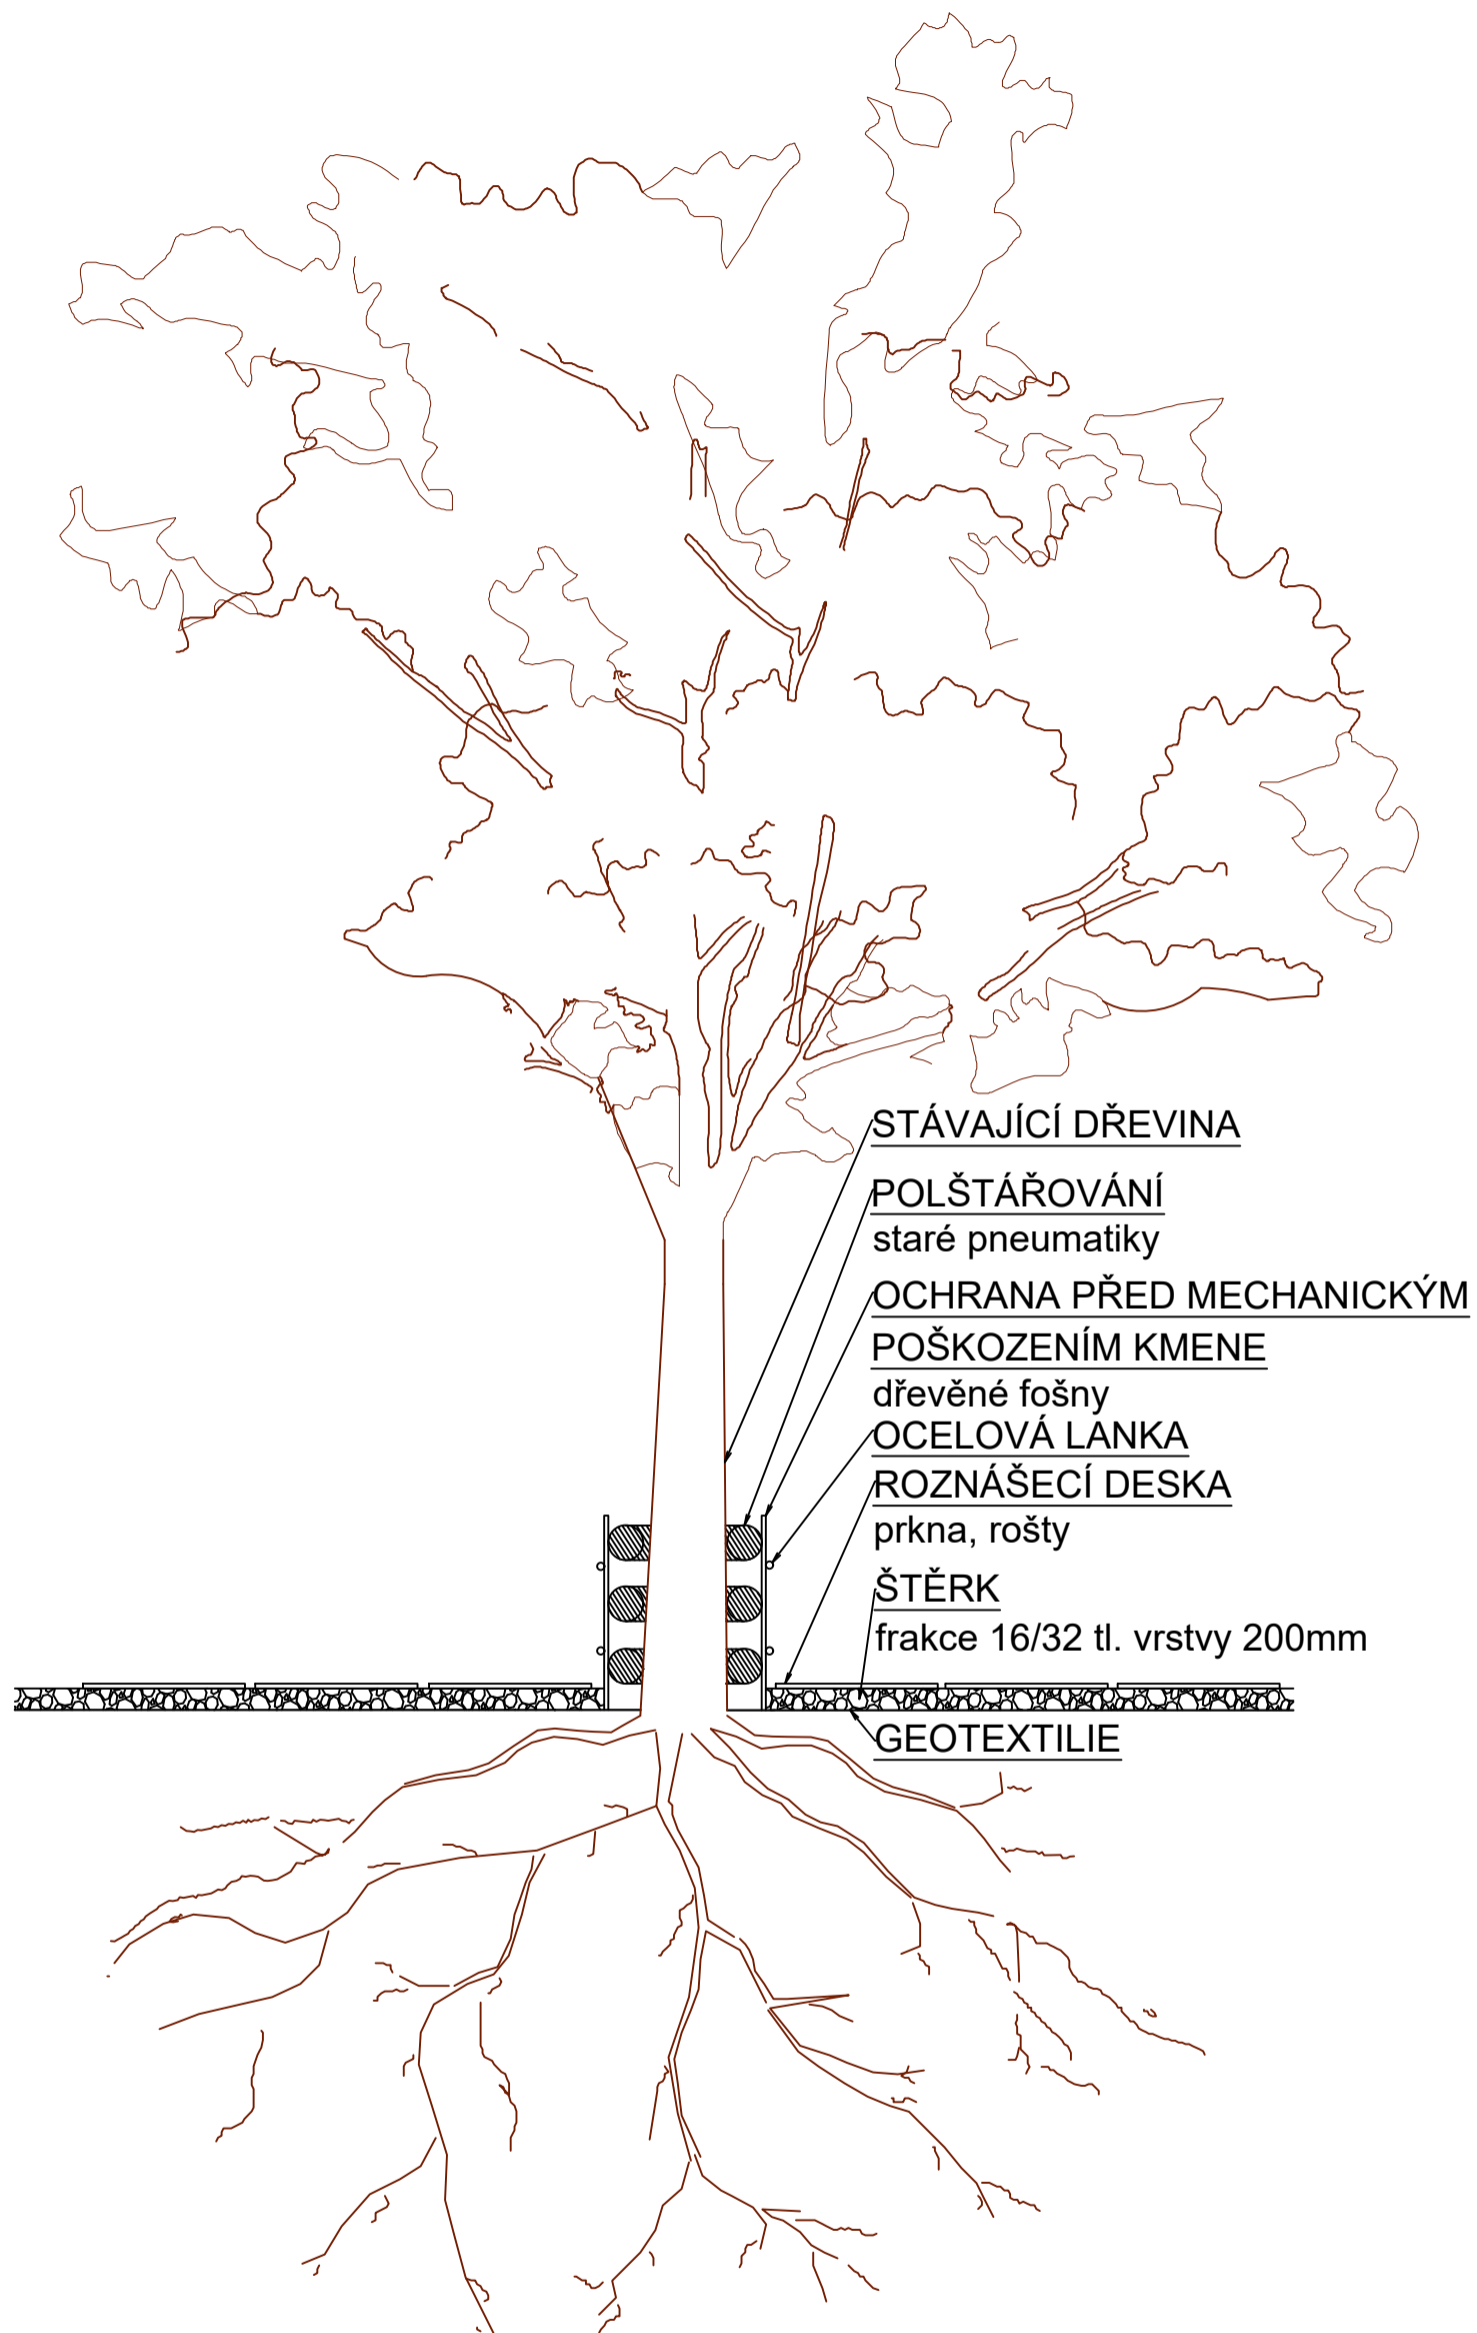 STÁVAJÍCÍ DŘEVINA
POLŠTÁŘOVÁNÍ
staré pneumatiky
OCHRANA PŘED MECHANICKÝM
POŠKOZENÍM KMENE
dřevěné fošny
OCELOVÁ LANKA
ROZNÁŠECÍ DESKA
prkna, rošty
ŠTĚRK
frakce 16/32 tl. vrstvy 200mm
GEOTEXTILIE